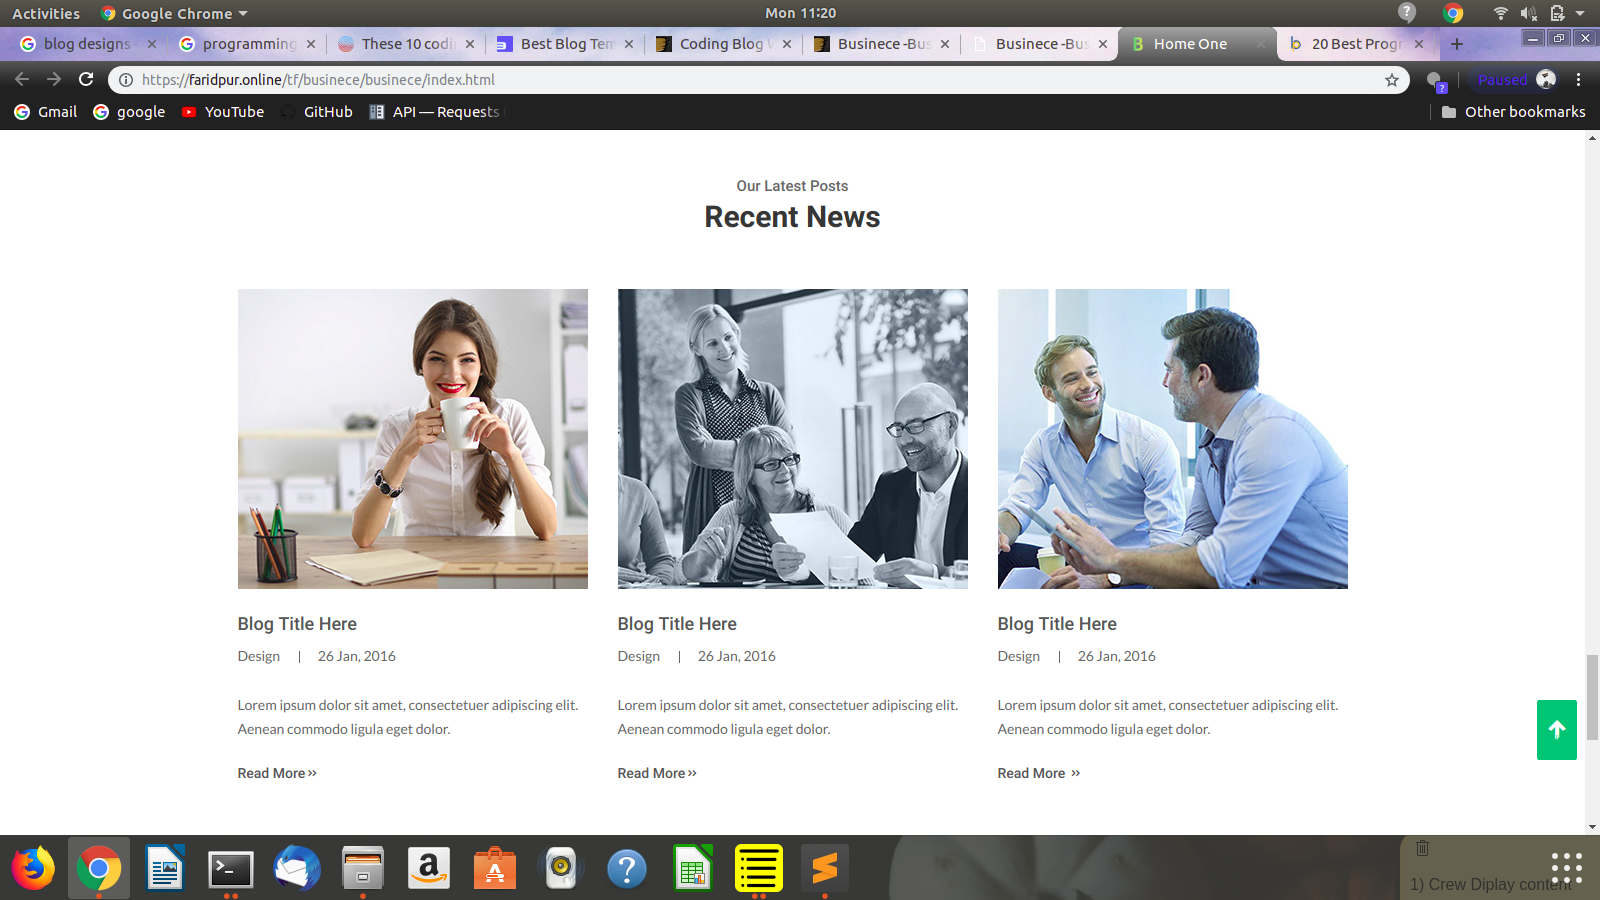 Activities Google Chrome Mon 11:20
blog designs programming These 10 codi Best Blog Tem Coding Blog W Businece -Bus Businece -Bus Home One 20 Best Progr
https://faridpur.online/tf/businece/businece/index.html Paused
Gmail google YouTube GitHub API — Requests Other bookmarks
Our Latest Posts
Recent News
Blog Title Here
Design | 26 Jan, 2016
Lorem ipsum dolor sit amet, consectetuer adipiscing elit.
Aenean commodo ligula eget dolor.
Read More »
Blog Title Here
Design | 26 Jan, 2016
Lorem ipsum dolor sit amet, consectetuer adipiscing elit.
Aenean commodo ligula eget dolor.
Read More »
Blog Title Here
Design | 26 Jan, 2016
Lorem ipsum dolor sit amet, consectetuer adipiscing elit.
Aenean commodo ligula eget dolor.
Read More »
1) Crew Diplay content